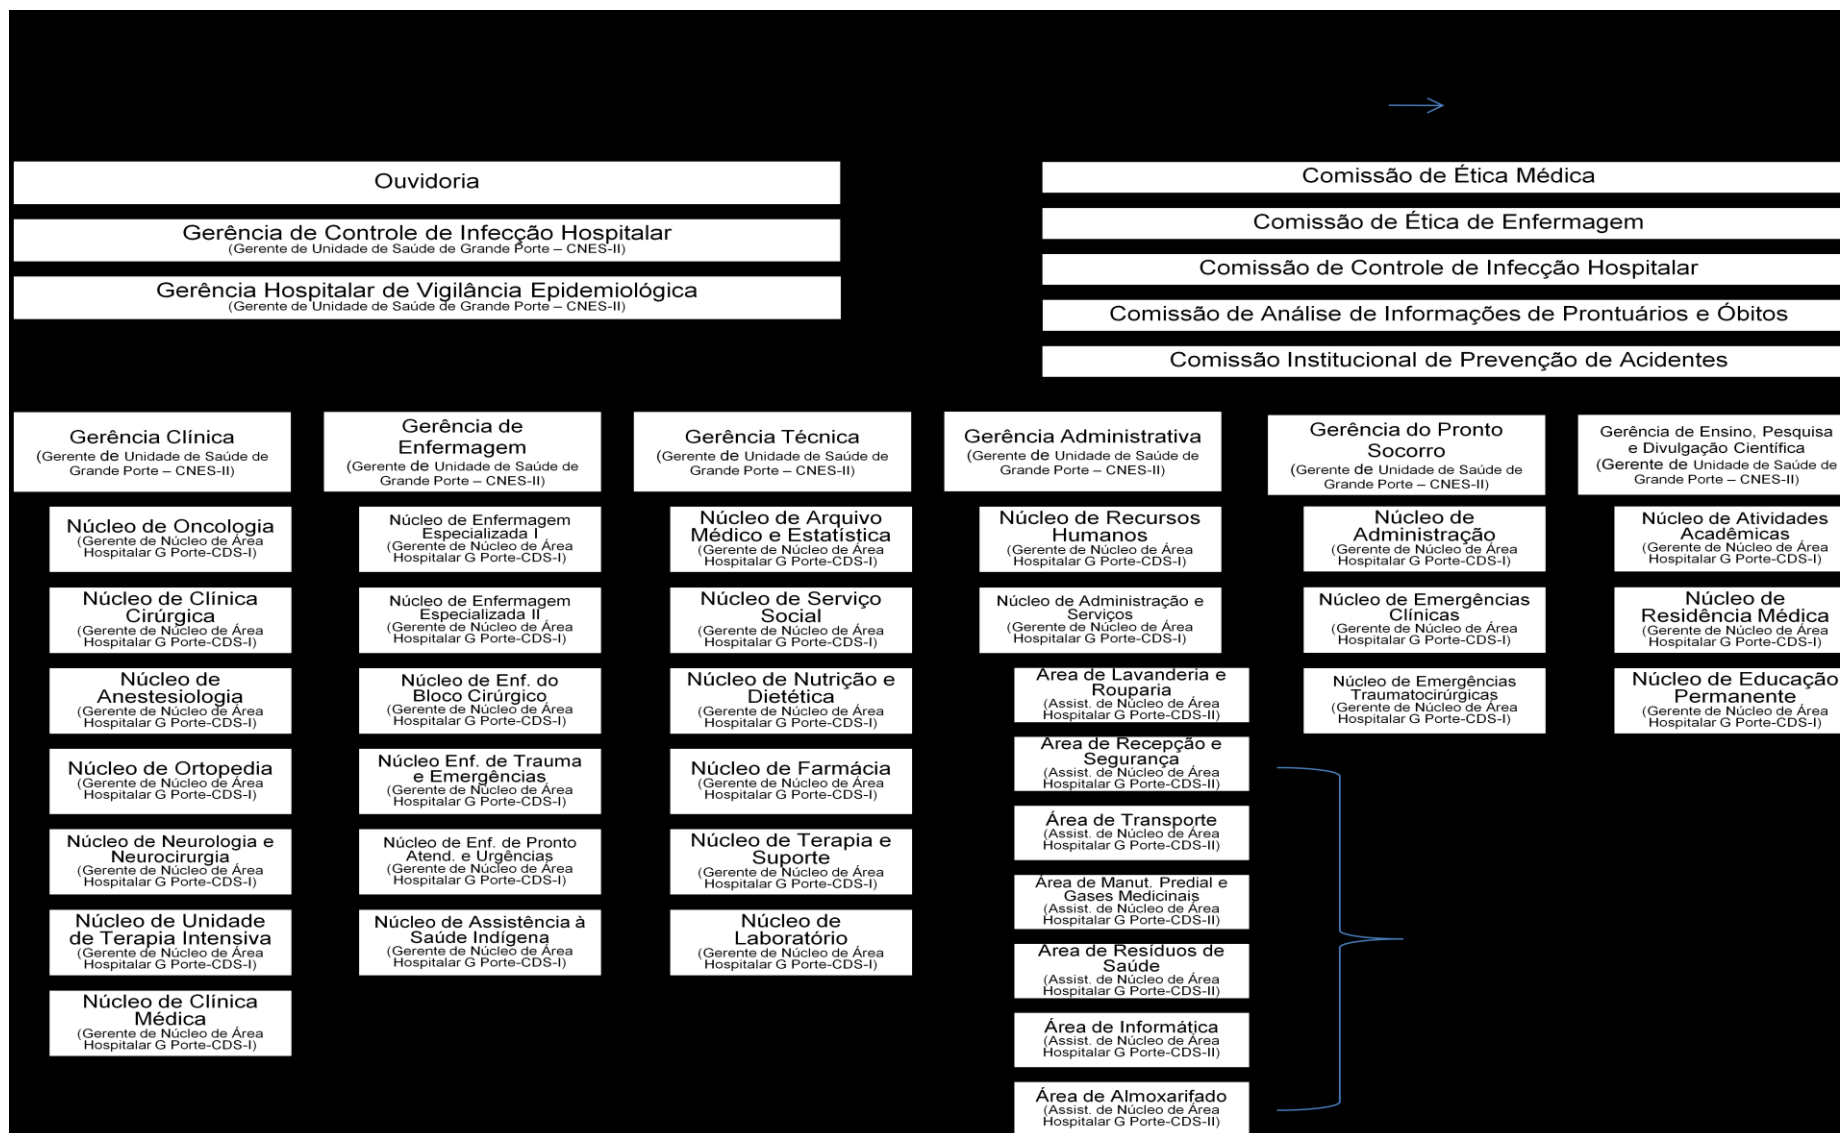 Ouvidoria
Gerência de Controle de Infecção Hospitalar
(Gerente de Unidade de Saúde de Grande Porte – CNES-II)
Gerência Hospitalar de Vigilância Epidemiológica
(Gerente de Unidade de Saúde de Grande Porte – CNES-II)
Comissão de Ética Médica
Comissão de Ética de Enfermagem
Comissão de Controle de Infecção Hospitalar
Comissão de Análise de Informações de Prontuários e Óbitos
Comissão Institucional de Prevenção de Acidentes
Gerência Clínica
(Gerente de Unidade de Saúde de
Grande Porte – CNES-II)
Núcleo de Oncologia
(Gerente de Núcleo de Área
Hospitalar G Porte-CDS-I)
Núcleo de Clínica
Cirúrgica
(Gerente de Núcleo de Área
Hospitalar G Porte-CDS-I)
Núcleo de
Anestesiologia
(Gerente de Núcleo de Área
Hospitalar G Porte-CDS-I)
Núcleo de Ortopedia
(Gerente de Núcleo de Área
Hospitalar G Porte-CDS-I)
Núcleo de Neurologia e
Neurocirurgia
(Gerente de Núcleo de Área
Hospitalar G Porte-CDS-I)
Núcleo de Unidade
de Terapia Intensiva
(Gerente de Núcleo de Área
Hospitalar G Porte-CDS-I)
Núcleo de Clínica
Médica
(Gerente de Núcleo de Área
Hospitalar G Porte-CDS-I)
Gerência de
Enfermagem
(Gerente de Unidade de Saúde de
Grande Porte – CNES-II)
Núcleo de Enfermagem
Especializada I
(Gerente de Núcleo de Área
Hospitalar G Porte-CDS-I)
Núcleo de Enfermagem
Especializada II
(Gerente de Núcleo de Área
Hospitalar G Porte-CDS-I)
Núcleo de Enf. do
Bloco Cirúrgico
(Gerente de Núcleo de Área
Hospitalar G Porte-CDS-I)
Núcleo Enf. de Trauma
e Emergências
(Gerente de Núcleo de Área
Hospitalar G Porte-CDS-I)
Núcleo de Enf. de Pronto
Atend. e Urgências
(Gerente de Núcleo de Área
Hospitalar G Porte-CDS-I)
Núcleo de Assistência à
Saúde Indígena
(Gerente de Núcleo de Área
Hospitalar G Porte-CDS-I)
Gerência Técnica
(Gerente de Unidade de Saúde de
Grande Porte – CNES-II)
Núcleo de Arquivo
Médico e Estatística
(Gerente de Núcleo de Área
Hospitalar G Porte-CDS-I)
Núcleo de Serviço
Social
(Gerente de Núcleo de Área
Hospitalar G Porte-CDS-I)
Núcleo de Nutrição e
Dietética
(Gerente de Núcleo de Área
Hospitalar G Porte-CDS-I)
Núcleo de Farmácia
(Gerente de Núcleo de Área
Hospitalar G Porte-CDS-I)
Núcleo de Terapia e
Suporte
(Gerente de Núcleo de Área
Hospitalar G Porte-CDS-I)
Núcleo de
Laboratório
(Gerente de Núcleo de Área
Hospitalar G Porte-CDS-I)
Gerência Administrativa
(Gerente de Unidade de Saúde de
Grande Porte – CNES-II)
Núcleo de Recursos
Humanos
(Gerente de Núcleo de Área
Hospitalar G Porte-CDS-I)
Núcleo de Administração e
Serviços
(Gerente de Núcleo de Área
Hospitalar G Porte-CDS-I)
Área de Lavanderia e
Rouparia
(Assist. de Núcleo de Área
Hospitalar G Porte-CDS-II)
Área de Recepção e
Segurança
(Assist. de Núcleo de Área
Hospitalar G Porte-CDS-II)
Área de Transporte
(Assist. de Núcleo de Área
Hospitalar G Porte-CDS-II)
Área de Manut. Predial e
Gases Medicinais
(Assist. de Núcleo de Área
Hospitalar G Porte-CDS-II)
Área de Resíduos de
Saúde
(Assist. de Núcleo de Área
Hospitalar G Porte-CDS-II)
Área de Informática
(Assist. de Núcleo de Área
Hospitalar G Porte-CDS-II)
Área de Almoxarifado
(Assist. de Núcleo de Área
Hospitalar G Porte-CDS-II)
Gerência do Pronto
Socorro
(Gerente de Unidade de Saúde de
Grande Porte – CNES-II)
Núcleo de
Administração
(Gerente de Núcleo de Área
Hospitalar G Porte-CDS-I)
Núcleo de Emergências
Clínicas
(Gerente de Núcleo de Área
Hospitalar G Porte-CDS-I)
Núcleo de Emergências
Traumatocirúrgicas
(Gerente de Núcleo de Área
Hospitalar G Porte-CDS-I)
Gerência de Ensino, Pesquisa
e Divulgação Científica
(Gerente de Unidade de Saúde de
Grande Porte – CNES-II)
Núcleo de Atividades
Acadêmicas
(Gerente de Núcleo de Área
Hospitalar G Porte-CDS-I)
Núcleo de
Residência Médica
(Gerente de Núcleo de Área
Hospitalar G Porte-CDS-I)
Núcleo de Educação
Permanente
(Gerente de Núcleo de Área
Hospitalar G Porte-CDS-I)